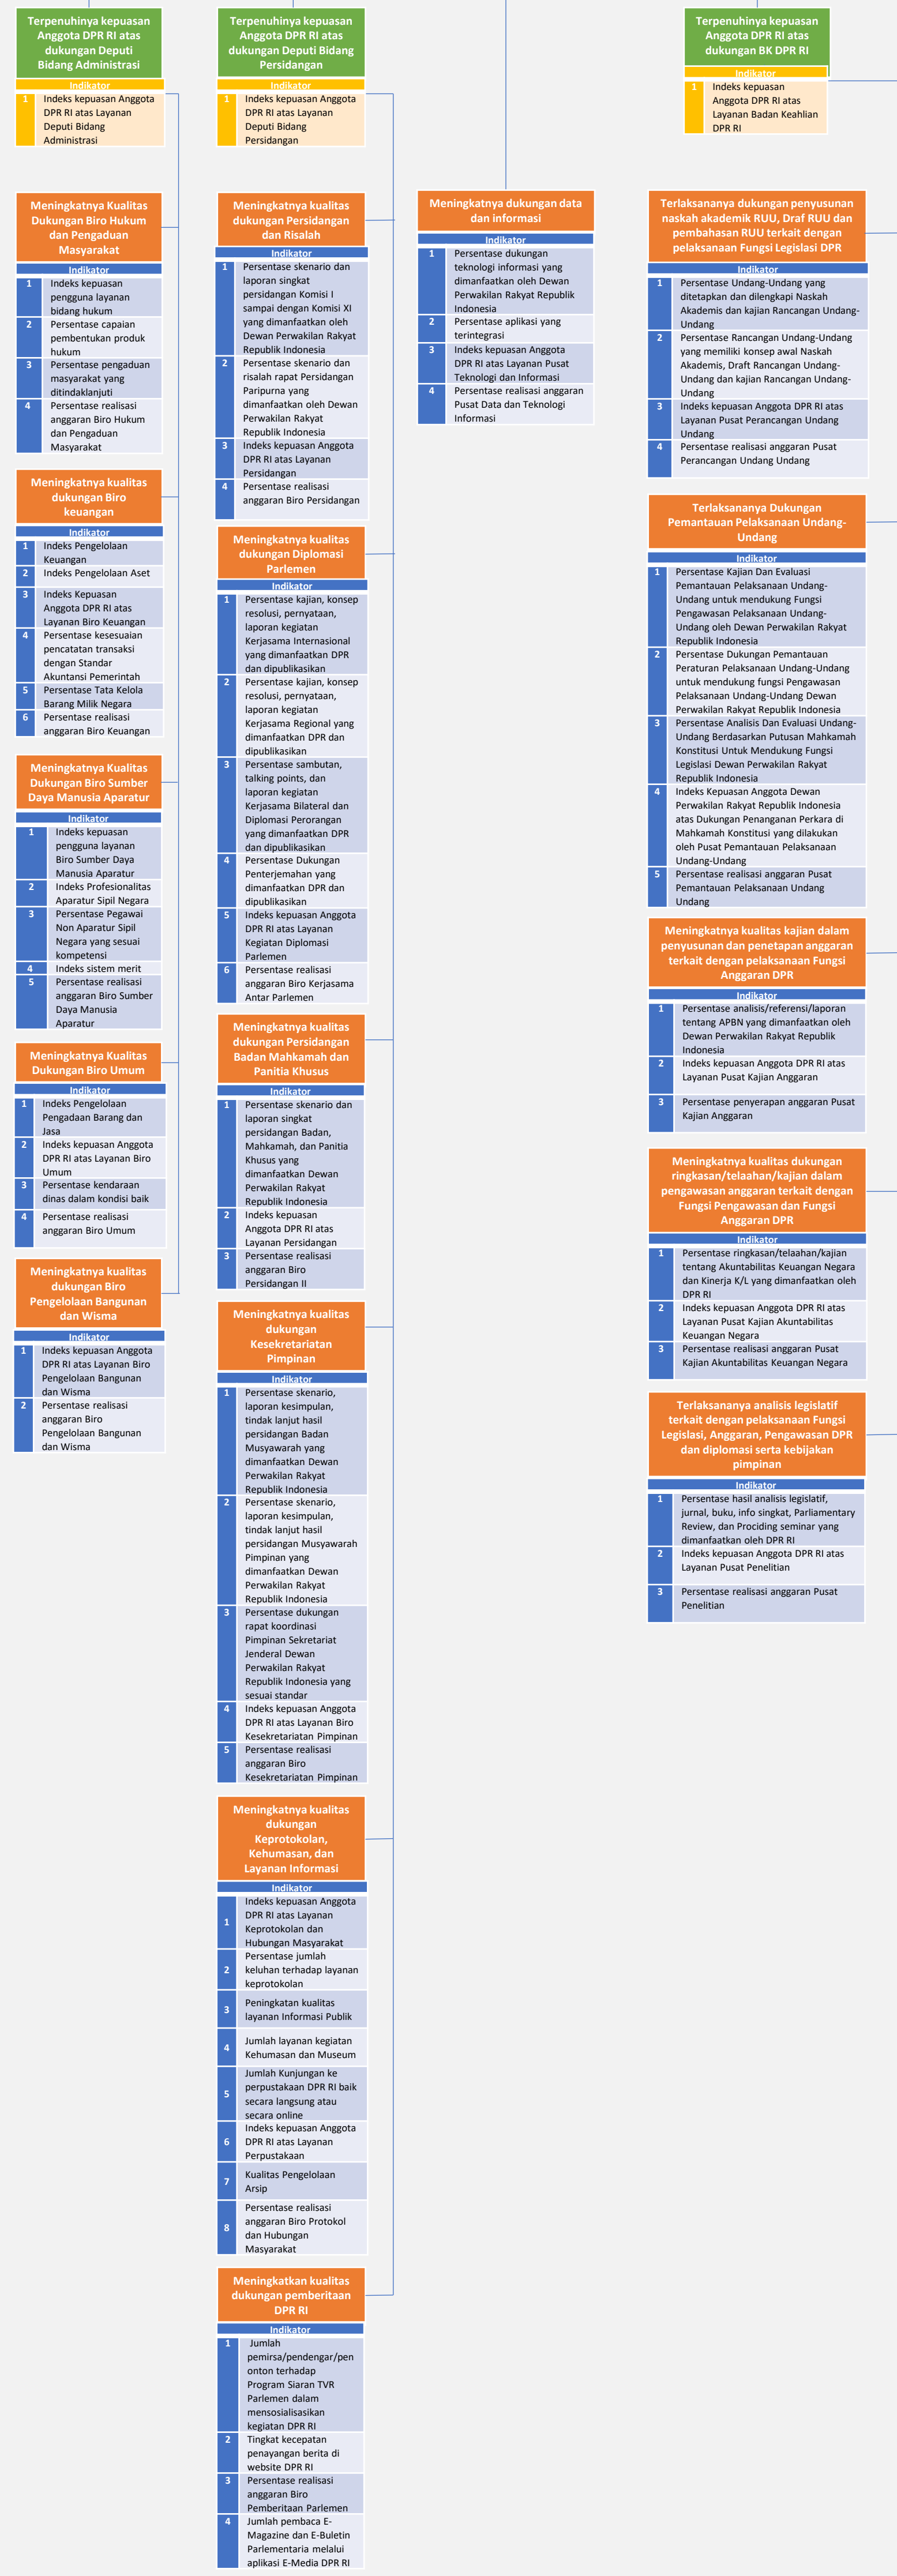 Terpenuhinya kepuasan
Anggota DPR RI atas
dukungan Deputi
Bidang Administrasi
Indikator
1 Indeks kepuasan Anggota
DPR RI atas Layanan
Deputi Bidang
Administrasi
Meningkatnya Kualitas
Dukungan Biro Hukum
dan Pengaduan
Masyarakat
Indikator
1 Indeks kepuasan
pengguna layanan
bidang hukum
2 Persentase capaian
pembentukan produk
hukum
3 Persentase pengaduan
masyarakat yang
ditindaklanjuti
4 Persentase realisasi
anggaran Biro Hukum
dan Pengaduan
Masyarakat
Meningkatnya kualitas
dukungan Biro
keuangan
Indikator
1 Indeks Pengelolaan
Keuangan
2 Indeks Pengelolaan Aset
3 Indeks Kepuasan
Anggota DPR RI atas
Layanan Biro Keuangan
4 Persentase kesesuaian
pencatatan transaksi
dengan Standar
Akuntansi Pemerintah
5 Persentase Tata Kelola
Barang Milik Negara
6 Persentase realisasi
anggaran Biro Keuangan
Meningkatnya Kualitas
Dukungan Biro Sumber
Daya Manusia Aparatur
Indikator
1 Indeks kepuasan
pengguna layanan
Biro Sumber Daya
Manusia Aparatur
2 Indeks Profesionalitas
Aparatur Sipil Negara
3 Persentase Pegawai
Non Aparatur Sipil
Negara yang sesuai
kompetensi
4 Indeks sistem merit
5 Persentase realisasi
anggaran Biro Sumber
Daya Manusia
Aparatur
Meningkatnya Kualitas
Dukungan Biro Umum
Indikator
1 Indeks Pengelolaan
Pengadaan Barang dan
Jasa
2 Indeks kepuasan Anggota
DPR RI atas Layanan Biro
Umum
3 Persentase kendaraan
dinas dalam kondisi baik
4 Persentase realisasi
anggaran Biro Umum
Meningkatnya kualitas
dukungan Biro
Pengelolaan Bangunan
dan Wisma
Indikator
1 Indeks kepuasan Anggota
DPR RI atas Layanan Biro
Pengelolaan Bangunan
dan Wisma
2 Persentase realisasi
anggaran Biro
Pengelolaan Bangunan
dan Wisma
Terpenuhinya kepuasan
Anggota DPR RI atas
dukungan Deputi Bidang
Persidangan
Indikator
1 Indeks kepuasan Anggota
DPR RI atas Layanan
Deputi Bidang
Persidangan
Meningkatnya kualitas
dukungan Persidangan
dan Risalah
Indikator
1 Persentase skenario dan
laporan singkat
persidangan Komisi I
sampai dengan Komisi XI
yang dimanfaatkan oleh
Dewan Perwakilan Rakyat
Republik Indonesia
2 Persentase skenario dan
risalah rapat Persidangan
Paripurna yang
dimanfaatkan oleh Dewan
Perwakilan Rakyat
Republik Indonesia
3 Indeks kepuasan Anggota
DPR RI atas Layanan
Persidangan
4 Persentase realisasi
anggaran Biro Persidangan
Meningkatnya kualitas
dukungan Diplomasi
Parlemen
Indikator
1 Persentase kajian, konsep
resolusi, pernyataan,
laporan kegiatan
Kerjasama Internasional
yang dimanfaatkan DPR
dan dipublikasikan
2 Persentase kajian, konsep
resolusi, pernyataan,
laporan kegiatan
Kerjasama Regional yang
dimanfaatkan DPR dan
dipublikasikan
3 Persentase sambutan,
talking points, dan
laporan kegiatan
Kerjasama Bilateral dan
Diplomasi Perorangan
yang dimanfaatkan DPR
dan dipublikasikan
4 Persentase Dukungan
Penterjemahan yang
dimanfaatkan DPR dan
dipublikasikan
5 Indeks kepuasan Anggota
DPR RI atas Layanan
Kegiatan Diplomasi
Parlemen
6 Persentase realisasi
anggaran Biro Kerjasama
Antar Parlemen
Meningkatnya kualitas
dukungan Persidangan
Badan Mahkamah dan
Panitia Khusus
Indikator
1 Persentase skenario dan
laporan singkat
persidangan Badan,
Mahkamah, dan Panitia
Khusus yang
dimanfaatkan Dewan
Perwakilan Rakyat
Republik Indonesia
2 Indeks kepuasan
Anggota DPR RI atas
Layanan Persidangan
3 Persentase realisasi
anggaran Biro
Persidangan II
Meningkatnya kualitas
dukungan
Kesekretariatan
Pimpinan
Indikator
1 Persentase skenario,
laporan kesimpulan,
tindak lanjut hasil
persidangan Badan
Musyawarah yang
dimanfaatkan Dewan
Perwakilan Rakyat
Republik Indonesia
2 Persentase skenario,
laporan kesimpulan,
tindak lanjut hasil
persidangan Musyawarah
Pimpinan yang
dimanfaatkan Dewan
Perwakilan Rakyat
Republik Indonesia
3 Persentase dukungan
rapat koordinasi
Pimpinan Sekretariat
Jenderal Dewan
Perwakilan Rakyat
Republik Indonesia yang
sesuai standar
4 Indeks kepuasan Anggota
DPR RI atas Layanan Biro
Kesekretariatan Pimpinan
5 Persentase realisasi
anggaran Biro
Kesekretariatan Pimpinan
Meningkatnya kualitas
dukungan
Keprotokolan,
Kehumasan, dan
Layanan Informasi
Indikator
1 Indeks kepuasan Anggota
DPR RI atas Layanan
Keprotokolan dan
Hubungan Masyarakat
2 Persentase jumlah
keluhan terhadap layanan
keprotokolan
3 Peningkatan kualitas
layanan Informasi Publik
4 Jumlah layanan kegiatan
Kehumasan dan Museum
5 Jumlah Kunjungan ke
perpustakaan DPR RI baik
secara langsung atau
secara online
6 Indeks kepuasan Anggota
DPR RI atas Layanan
Perpustakaan
7 Kualitas Pengelolaan
Arsip
8 Persentase realisasi
anggaran Biro Protokol
dan Hubungan
Masyarakat
Meningkatkan kualitas
dukungan pemberitaan
DPR RI
Indikator
1 Jumlah
pemirsa/pendengar/pen
onton terhadap
Program Siaran TVR
Parlemen dalam
mensosialisasikan
kegiatan DPR RI
2 Tingkat kecepatan
penayangan berita di
website DPR RI
3 Persentase realisasi
anggaran Biro
Pemberitaan Parlemen
4 Jumlah pembaca E-
Magazine dan E-Buletin
Parlementaria melalui
aplikasi E-Media DPR RI
Meningkatnya dukungan data
dan informasi
Indikator
1 Persentase dukungan
teknologi informasi yang
dimanfaatkan oleh Dewan
Perwakilan Rakyat Republik
Indonesia
2 Persentase aplikasi yang
terintegrasi
3 Indeks kepuasan Anggota
DPR RI atas Layanan Pusat
Teknologi dan Informasi
4 Persentase realisasi anggaran
Pusat Data dan Teknologi
Informasi
Terpenuhinya kepuasan
Anggota DPR RI atas
dukungan BK DPR RI
Indikator
1 Indeks kepuasan
Anggota DPR RI atas
Layanan Badan Keahlian
DPR RI
Terlaksananya dukungan penyusunan
naskah akademik RUU, Draf RUU dan
pembahasan RUU terkait dengan
pelaksanaan Fungsi Legislasi DPR
Indikator
1 Persentase Undang-Undang yang
ditetapkan dan dilengkapi Naskah
Akademis dan kajian Rancangan Undang-
Undang
2 Persentase Rancangan Undang-Undang
yang memiliki konsep awal Naskah
Akademis, Draft Rancangan Undang-
Undang dan kajian Rancangan Undang-
Undang
3 Indeks kepuasan Anggota DPR RI atas
Layanan Pusat Perancangan Undang
Undang
4 Persentase realisasi anggaran Pusat
Perancangan Undang Undang
Terlaksananya Dukungan
Pemantauan Pelaksanaan Undang-
Undang
Indikator
1 Persentase Kajian Dan Evaluasi
Pemantauan Pelaksanaan Undang-
Undang untuk mendukung Fungsi
Pengawasan Pelaksanaan Undang-
Undang oleh Dewan Perwakilan Rakyat
Republik Indonesia
2 Persentase Dukungan Pemantauan
Peraturan Pelaksanaan Undang-Undang
untuk mendukung fungsi Pengawasan
Pelaksanaan Undang-Undang Dewan
Perwakilan Rakyat Republik Indonesia
3 Persentase Analisis Dan Evaluasi Undang-
Undang Berdasarkan Putusan Mahkamah
Konstitusi Untuk Mendukung Fungsi
Legislasi Dewan Perwakilan Rakyat
Republik Indonesia
4 Indeks Kepuasan Anggota Dewan
Perwakilan Rakyat Republik Indonesia
atas Dukungan Penanganan Perkara di
Mahkamah Konstitusi yang dilakukan
oleh Pusat Pemantauan Pelaksanaan
Undang-Undang
5 Persentase realisasi anggaran Pusat
Pemantauan Pelaksanaan Undang
Undang
Meningkatnya kualitas kajian dalam
penyusunan dan penetapan anggaran
terkait dengan pelaksanaan Fungsi
Anggaran DPR
Indikator
1 Persentase analisis/referensi/laporan
tentang APBN yang dimanfaatkan oleh
Dewan Perwakilan Rakyat Republik
Indonesia
2 Indeks kepuasan Anggota DPR RI atas
Layanan Pusat Kajian Anggaran
3 Persentase penyerapan anggaran Pusat
Kajian Anggaran
Meningkatnya kualitas dukungan
ringkasan/telaahan/kajian dalam
pengawasan anggaran terkait dengan
Fungsi Pengawasan dan Fungsi
Anggaran DPR
Indikator
1 Persentase ringkasan/telaahan/kajian
tentang Akuntabilitas Keuangan Negara
dan Kinerja K/L yang dimanfaatkan oleh
DPR RI
2 Indeks kepuasan Anggota DPR RI atas
Layanan Pusat Kajian Akuntabilitas
Keuangan Negara
3 Persentase realisasi anggaran Pusat
Kajian Akuntabilitas Keuangan Negara
Terlaksananya analisis legislatif
terkait dengan pelaksanaan Fungsi
Legislasi, Anggaran, Pengawasan DPR
dan diplomasi serta kebijakan
pimpinan
Indikator
1 Persentase hasil analisis legislatif,
jurnal, buku, info singkat, Parliamentary
Review, dan Prociding seminar yang
dimanfaatkan oleh DPR RI
2 Indeks kepuasan Anggota DPR RI atas
Layanan Pusat Penelitian
3 Persentase realisasi anggaran Pusat
Penelitian